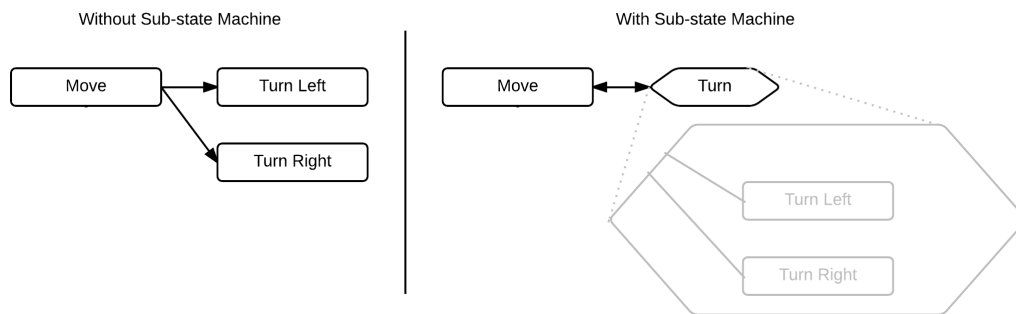 Without Sub-state Machine
Move
Turn Left
Turn Right
With Sub-state Machine
Move
Turn
Turn Left
Turn Right